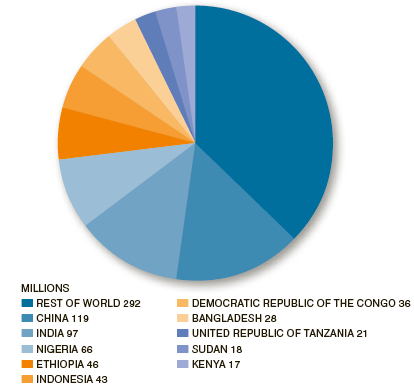 MILLIONS
REST OF WORLD 292
CHINA 119
INDIA 97
NIGERIA 66
ETHIOPIA 46
INDONESIA 43
DEMOCRATIC REPUBLIC OF THE CONGO 36
BANGLADESH 28
UNITED REPUBLIC OF TANZANIA 21
SUDAN 18
KENYA 17